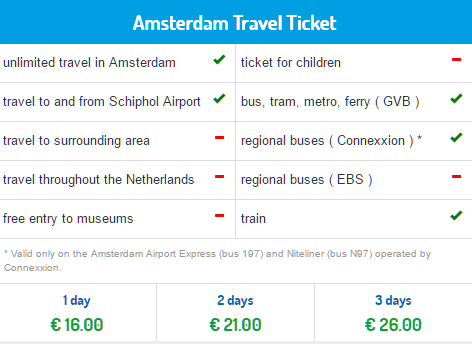 Amsterdam Travel Ticket
unlimited travel in Amsterdam
ticket for children
travel to and from Schiphol Airport
bus, tram, metro, ferry ( GVB )
travel to surrounding area
regional buses ( Connexxion ) *
travel throughout the Netherlands
regional buses ( EBS )
free entry to museums
train
* Valid only on the Amsterdam Airport Express (bus 197) and Niteliner (bus N97) operated by
Connexxion.
1 day
2 days
3 days
€ 16.00
€ 21.00
€ 26.00